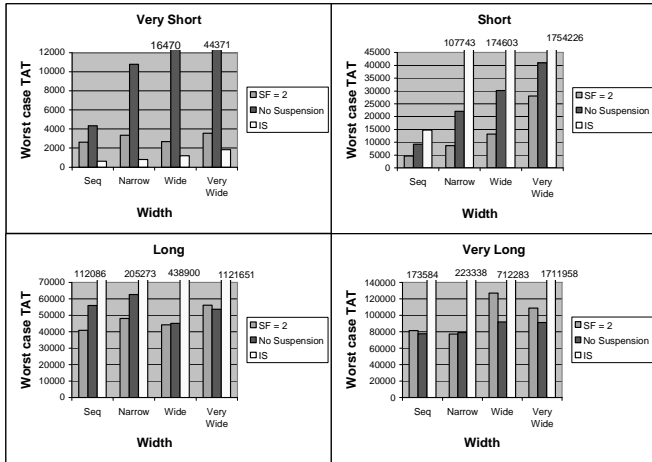 Very Short
16470 44371
Worst case TAT
12000
10000
8000
6000
4000
2000
0
Seq Narrow Wide Very Wide
Width
SF = 2
No Suspension
IS
Short
107743 174603 1754226
Worst case TAT
45000
40000
35000
30000
25000
20000
15000
10000
5000
0
Seq Narrow Wide Very Wide
Width
SF = 2
No Suspension
IS
Long
112086 205273 438900 1121651
Worst case TAT
70000
60000
50000
40000
30000
20000
10000
0
Seq Narrow Wide Very Wide
Width
SF = 2
No Suspension
IS
Very Long
173584 223338 712283 1711958
Worst case TAT
140000
120000
100000
80000
60000
40000
20000
0
Seq Narrow Wide Very Wide
Width
SF = 2
No Suspension
IS